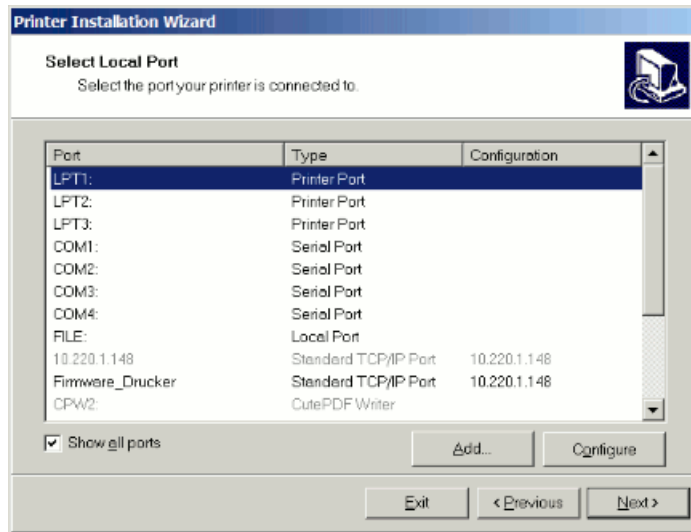 Printer Installation Wizard
Select Local Port
Select the port your printer is connected to.
Port Type Configuration
LPT1: Printer Port
LPT2: Printer Port
LPT3: Printer Port
COM1: Serial Port
COM2: Serial Port
COM3: Serial Port
COM4: Serial Port
FILE: Local Port
10.220.1.148 Standard TCP/IP Port 10.220.1.148
Firmware_Drucker Standard TCP/IP Port 10.220.1.148
CPW2: CutePDF Writer
Show all ports Add... Configure
Exit < Previous Next >